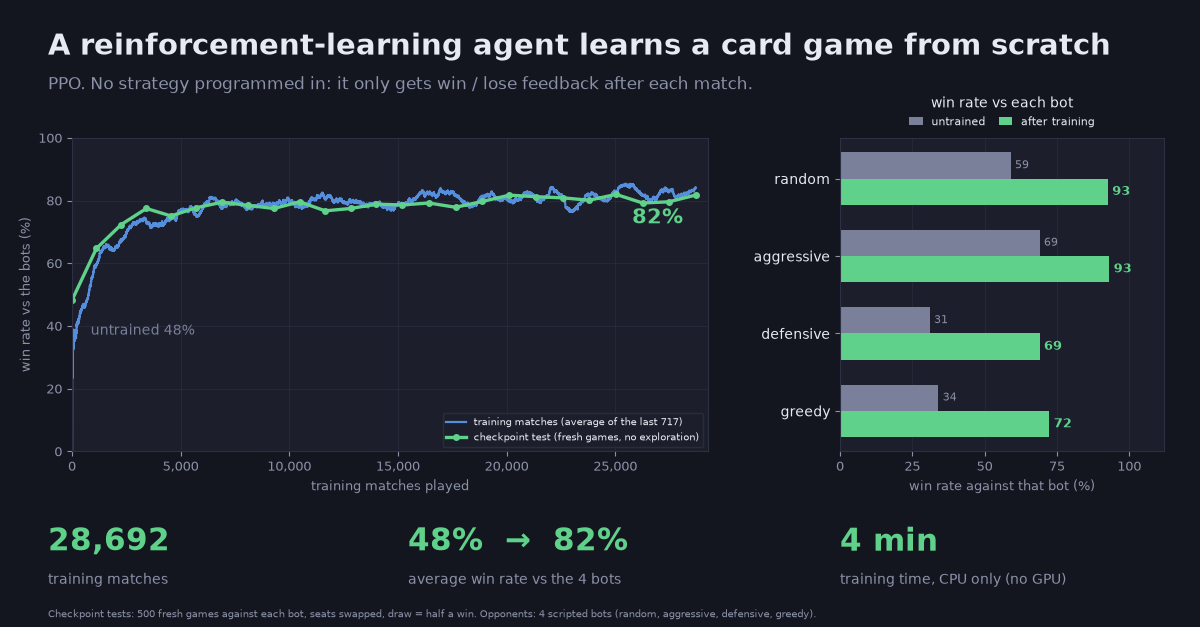 A reinforcement-learning agent learns a card game from scratch
PPO. No strategy programmed in: it only gets win / lose feedback after each match.
win rate vs the bots (%)
100
80
60
40
20
0
untrained 48%
82%
training matches (average of the last 717)
checkpoint test (fresh games, no exploration)
0 5,000 10,000 15,000 20,000 25,000
training matches played
win rate vs each bot
untrained after training
random 59
93
aggressive 69
93
defensive 31
69
greedy 34
72
0 25 50 75 100
win rate against that bot (%)
28,692
training matches
48% → 82%
average win rate vs the 4 bots
4 min
training time, CPU only (no GPU)
Checkpoint tests: 500 fresh games against each bot, seats swapped, draw = half a win. Opponents: 4 scripted bots (random, aggressive, defensive, greedy).